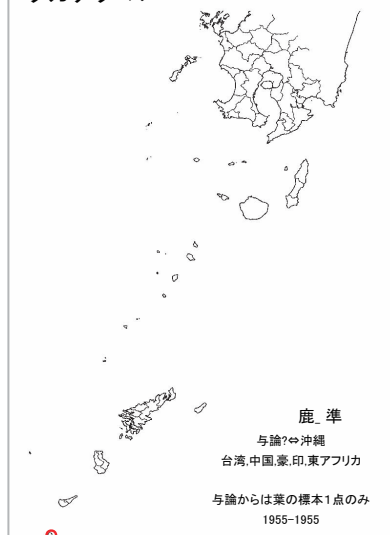 鹿_準
与論?⇔沖縄
台湾,中国,豪,印,東アフリカ
与論からは葉の標本1点のみ
1955-1955